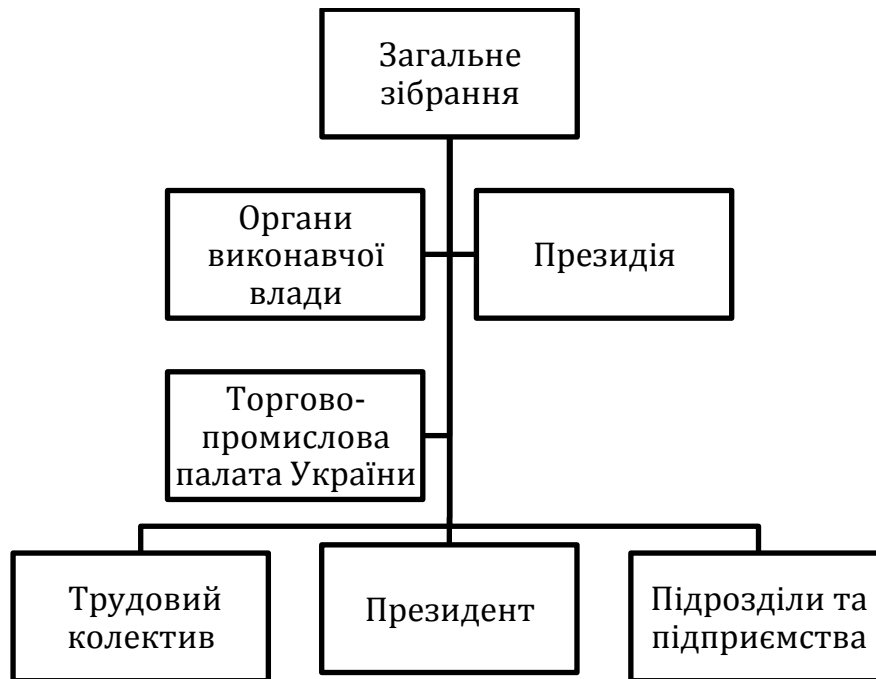 Загальне
зібрання
Органи
виконавчої
влади
Президія
Торгово-
промислова
палата України
Трудовий
колектив
Президент
Підрозділи та
підприємства